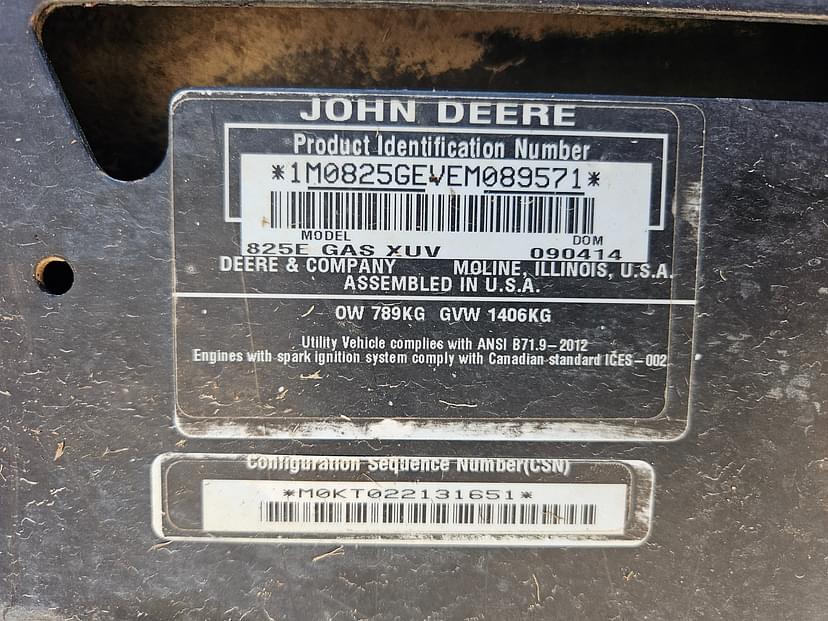 JOHN DEERE
Product Identification Number
*1M0825GEVEM089571*
MODEL DOM
825E GAS XUV 090414
DEERE & COMPANY MOLINE, ILLINOIS, U.S.A.
ASSEMBLED IN U.S.A.
OW 789KG GVW 1406KG
Utility Vehicle complies with ANSI B71.9-2012
Engines with spark ignition system comply with Canadian standard ICES-002
Configuration Sequence Number(CSN)
*M0KT022131651*